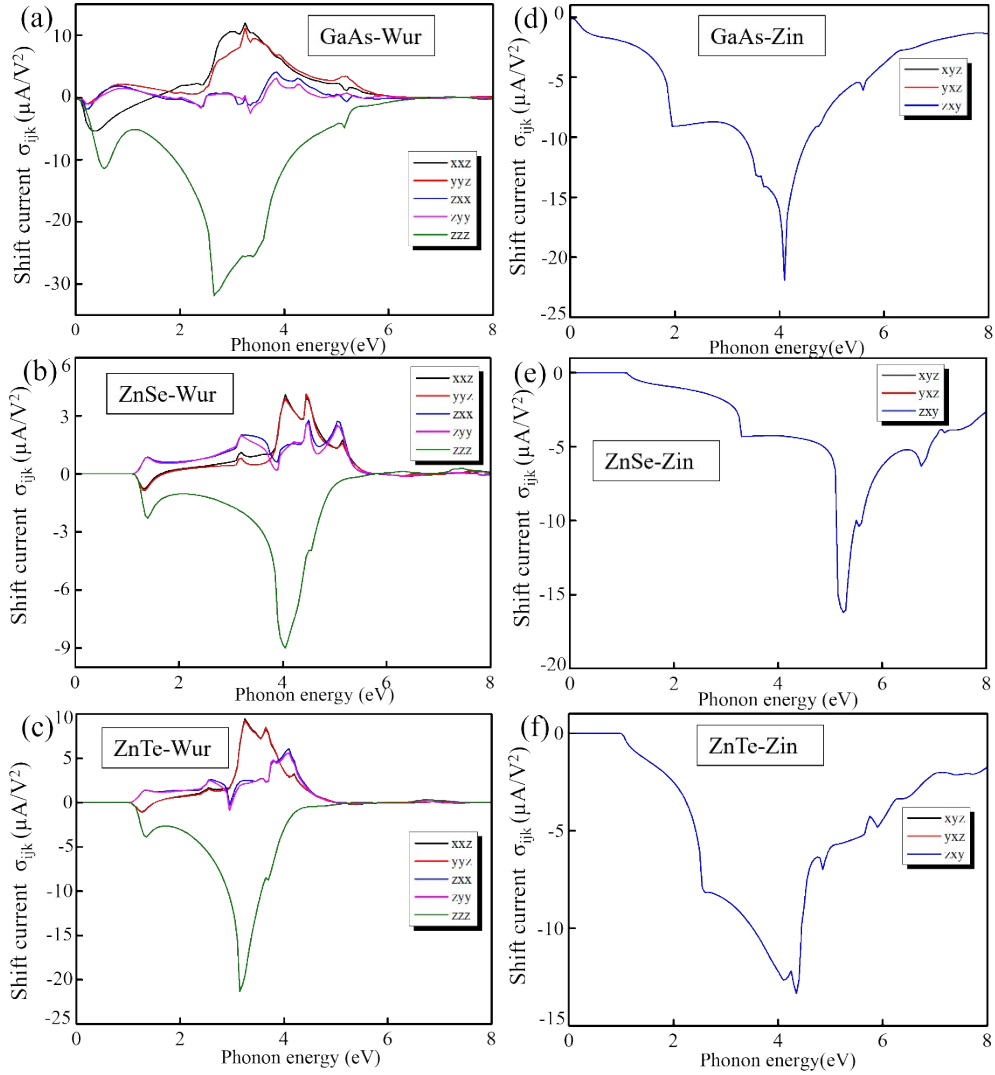 (a)
GaAs-Wur
Shift current σijk (μA/V²)
10
0
-10
-20
-30
xxz
yyz
zxx
zyy
zzz
0 2 4 6 8
Phonon energy(eV)
(d)
GaAs-Zin
Shift current σijk (μA/V²)
0
-5
-10
-15
-20
-25
xyz
yxz
zxy
0 2 4 6 8
Phonon energy(eV)
(b)
ZnSe-Wur
Shift current σijk (μA/V²)
6
3
0
-3
-6
-9
xxz
yyz
zxx
zyy
zzz
0 2 4 6 8
Phonon energy (eV)
(e)
ZnSe-Zin
Shift current σijk (μA/V²)
0
-5
-10
-15
-20
xyz
yxz
zxy
0 2 4 6 8
Phonon energy(eV)
(c)
ZnTe-Wur
Shift current σijk (μA/V²)
10
5
0
-5
-10
-15
-20
-25
xxz
yyz
zxx
zyy
zzz
0 2 4 6 8
Phonon energy (eV)
(f)
ZnTe-Zin
Shift current σijk (μA/V²)
0
-5
-10
-15
xyz
yxz
zxy
0 2 4 6 8
Phonon energy(eV)